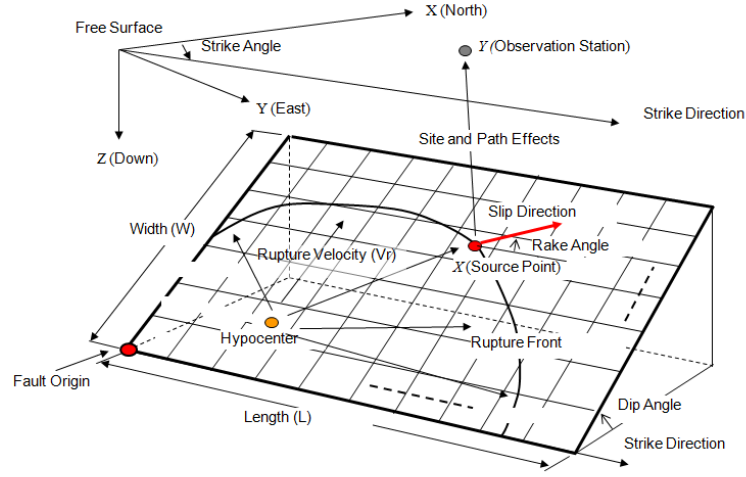 X (North)
Free Surface
Strike Angle
Y (Observation Station)
Y (East)
Strike Direction
Site and Path Effects
Z (Down)
Slip Direction
Width (W)
Rupture Velocity (Vr)
Rake Angle
X (Source Point)
Hypocenter
Rupture Front
Fault Origin
Dip Angle
Length (L)
Strike Direction